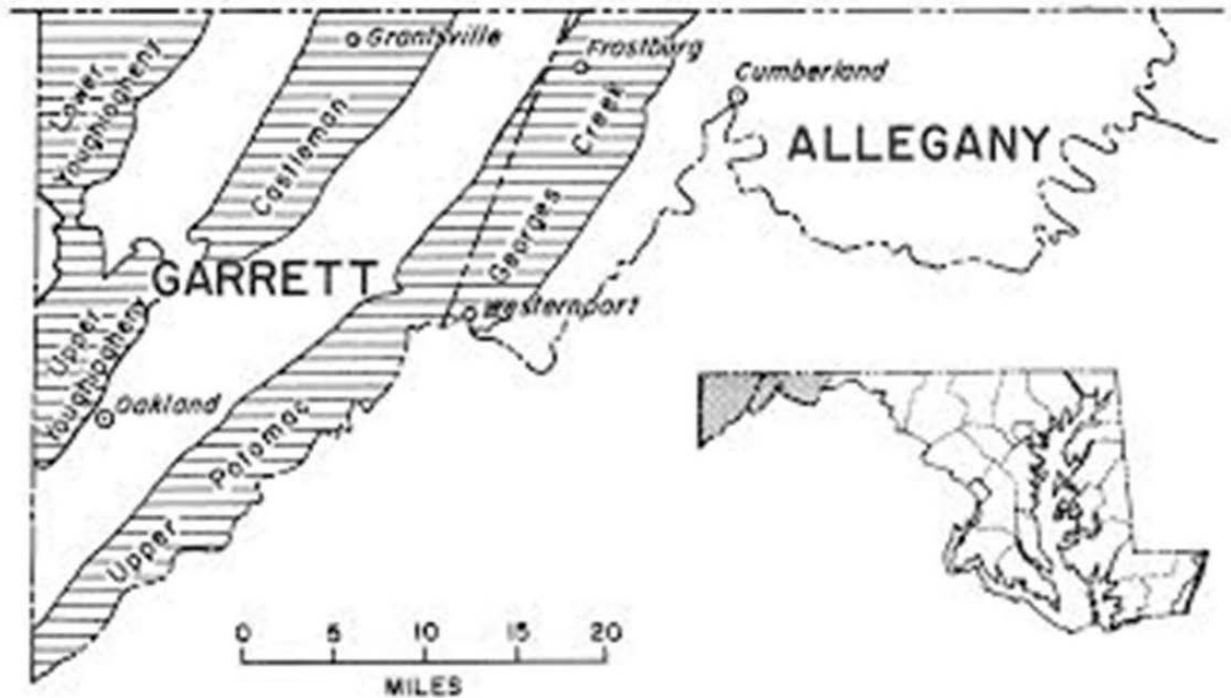 Grantsville
Frostburg
Cumberland
Lower
Youghiogheny
Castleman
Georges
Creek
ALLEGANY
GARRETT
Westernport
Upper
Youghiogheny
Oakland
Upper
Potomac
0 5 10 15 20
MILES